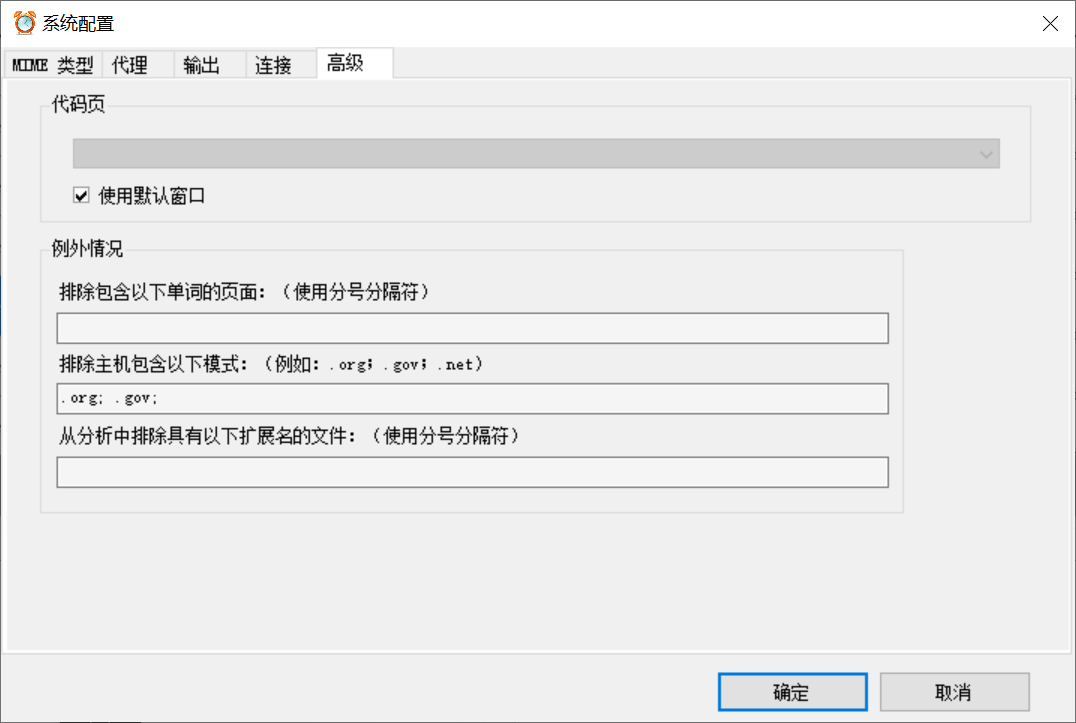 系统配置
MIME 类型 代理 输出 连接 高级
代码页
使用默认窗口
例外情况
排除包含以下单词的页面：（使用分号分隔符）
排除主机包含以下模式：（例如：.org；.gov；.net）
.org; .gov;
从分析中排除具有以下扩展名的文件：（使用分号分隔符）
确定 取消